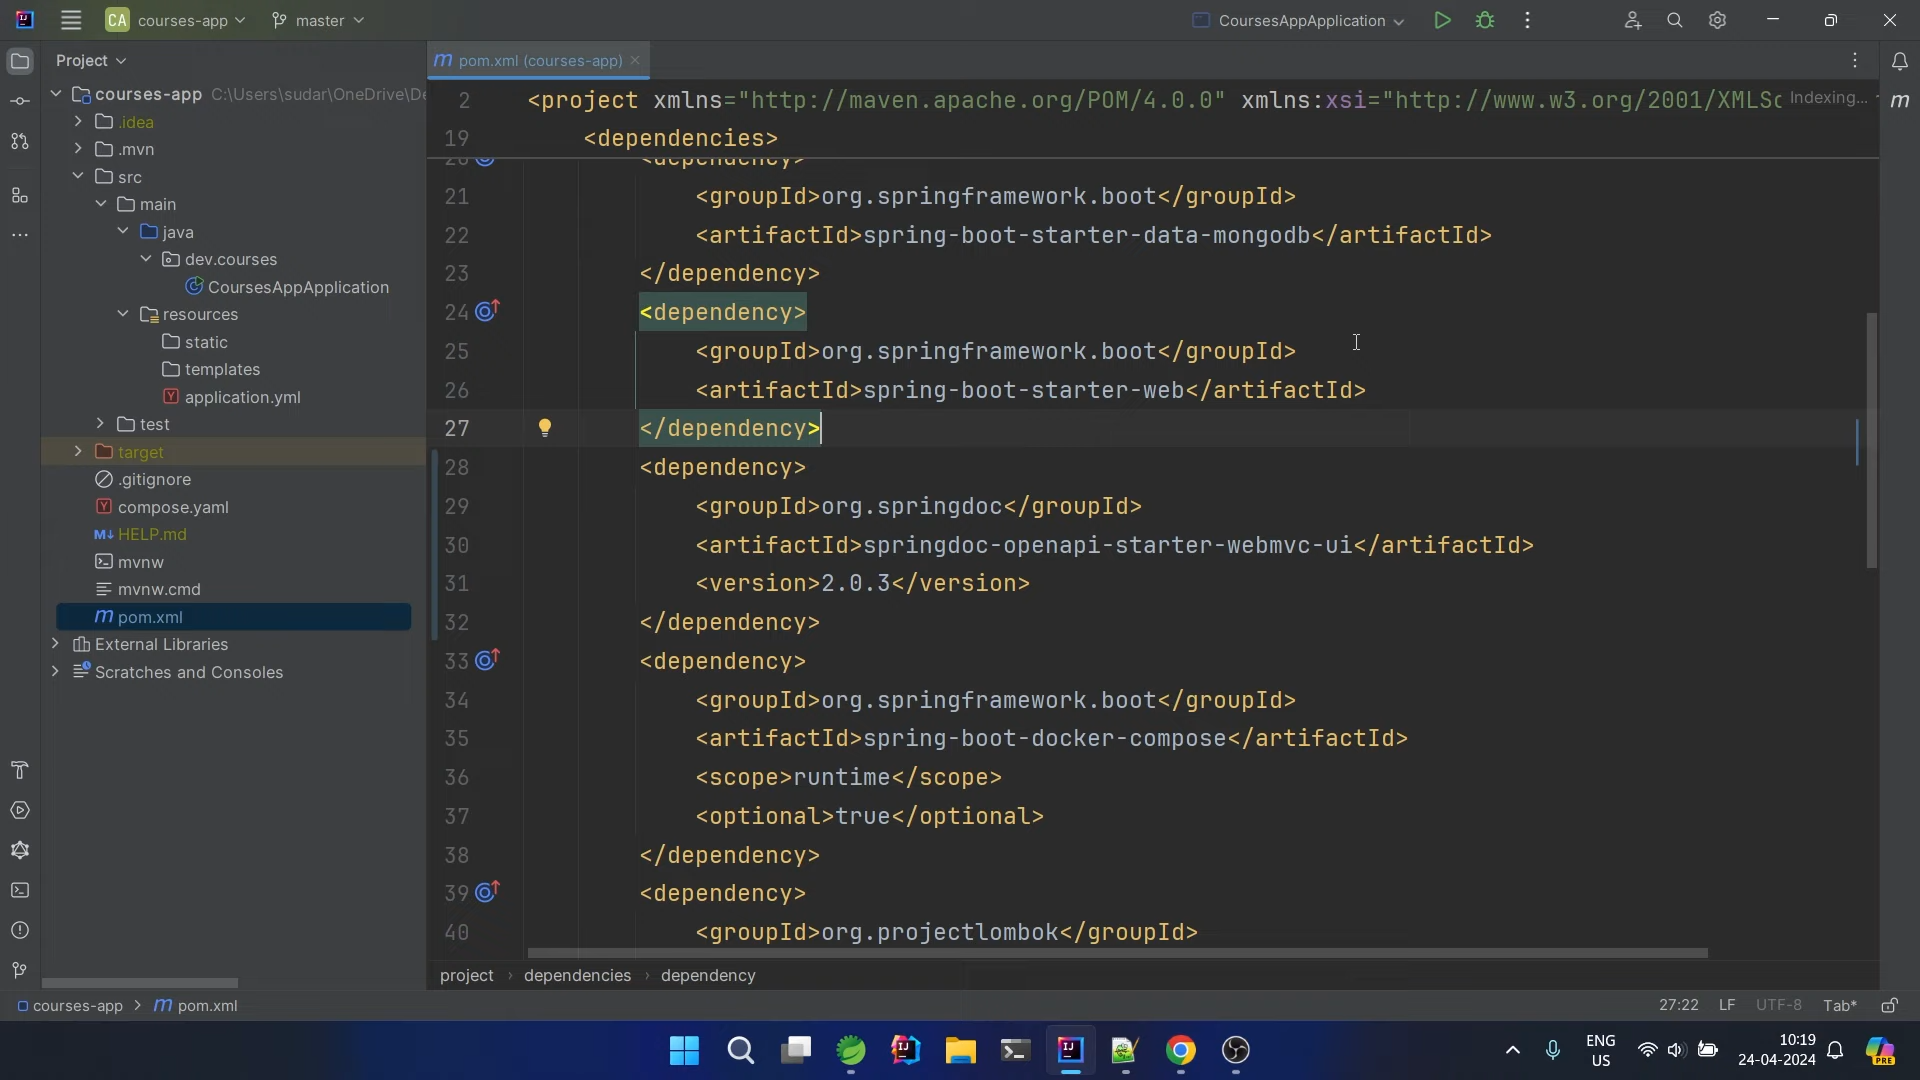 CA courses-app master CoursesAppApplication
Project
pom.xml (courses-app)
courses-app C:\Users\sudar\OneDrive\De
.idea
.mvn
src
main
java
dev.courses
CoursesAppApplication
resources
static
templates
application.yml
test
target
.gitignore
compose.yaml
HELP.md
mvnw
mvnw.cmd
pom.xml
External Libraries
Scratches and Consoles
2 <project xmlns="http://maven.apache.org/POM/4.0.0" xmlns:xsi="http://www.w3.org/2001/XMLSc Indexing...
19 <dependencies>
20 <dependency>
21 <groupId>org.springframework.boot</groupId>
22 <artifactId>spring-boot-starter-data-mongodb</artifactId>
23 </dependency>
24 <dependency>
25 <groupId>org.springframework.boot</groupId>
26 <artifactId>spring-boot-starter-web</artifactId>
27 </dependency>
28 <dependency>
29 <groupId>org.springdoc</groupId>
30 <artifactId>springdoc-openapi-starter-webmvc-ui</artifactId>
31 <version>2.0.3</version>
32 </dependency>
33 <dependency>
34 <groupId>org.springframework.boot</groupId>
35 <artifactId>spring-boot-docker-compose</artifactId>
36 <scope>runtime</scope>
37 <optional>true</optional>
38 </dependency>
39 <dependency>
40 <groupId>org.projectlombok</groupId>
project › dependencies › dependency
courses-app > pom.xml
27:22 LF UTF-8 Tab*
ENG
US
10:19
24-04-2024
PRE